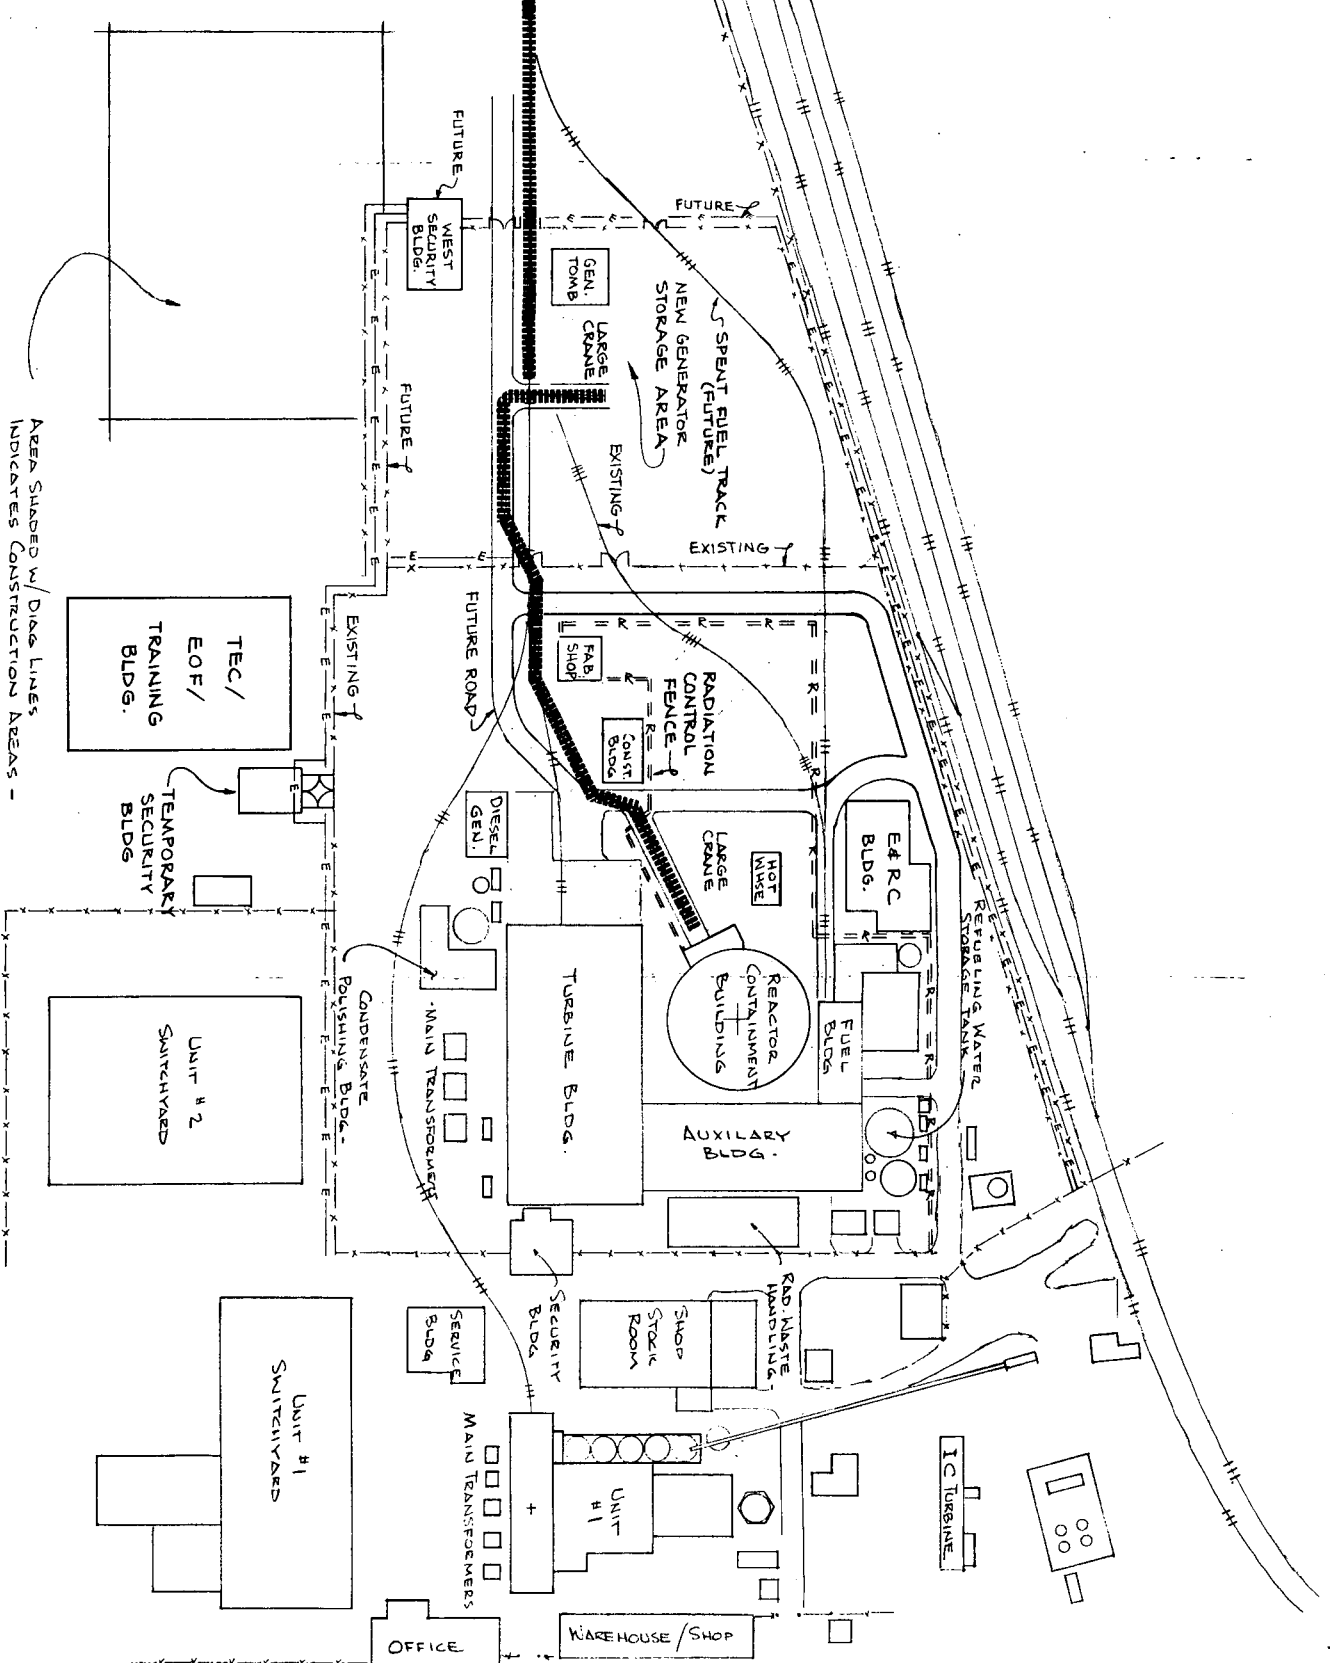 FUTURE
WEST
SECURITY
BLDG.
FUTURE
GEN.
TOMB
LARGE
CRANE
NEW GENERATOR
STORAGE AREA
SPENT FUEL TRACK
(FUTURE)
FUTURE
EXISTING
EXISTING
AREA SHADED W/ DIAG LINES
INDICATES CONSTRUCTION AREAS -
TEC/
EOF/
TRAINING
BLDG.
EXISTING
FUTURE ROAD
FAB
SHOP
RADIATION
CONTROL
FENCE
CONST.
BLDG
TEMPORARY
SECURITY
BLDG
DIESEL
GEN.
LARGE
CRANE
HOT
WHSE
E&RC
BLDG.
REFUELING WATER
STORAGE TANK
CONDENSATE
POLISHING BLDG-
MAIN TRANSFORMERS
TURBINE BLDG.
REACTOR
CONTAINMENT
BUILDING
FUEL
BLDG
AUXILARY
BLDG.
UNIT #2
SWITCHYARD
SECURITY
BLDG
RAD. WASTE
HANDLING
SERVICE
BLDG
SHOP
STOCK
ROOM
UNIT #1
SWITCHYARD
MAIN TRANSFORMERS
UNIT
#1
IC TURBINE
OFFICE
WAREHOUSE/SHOP